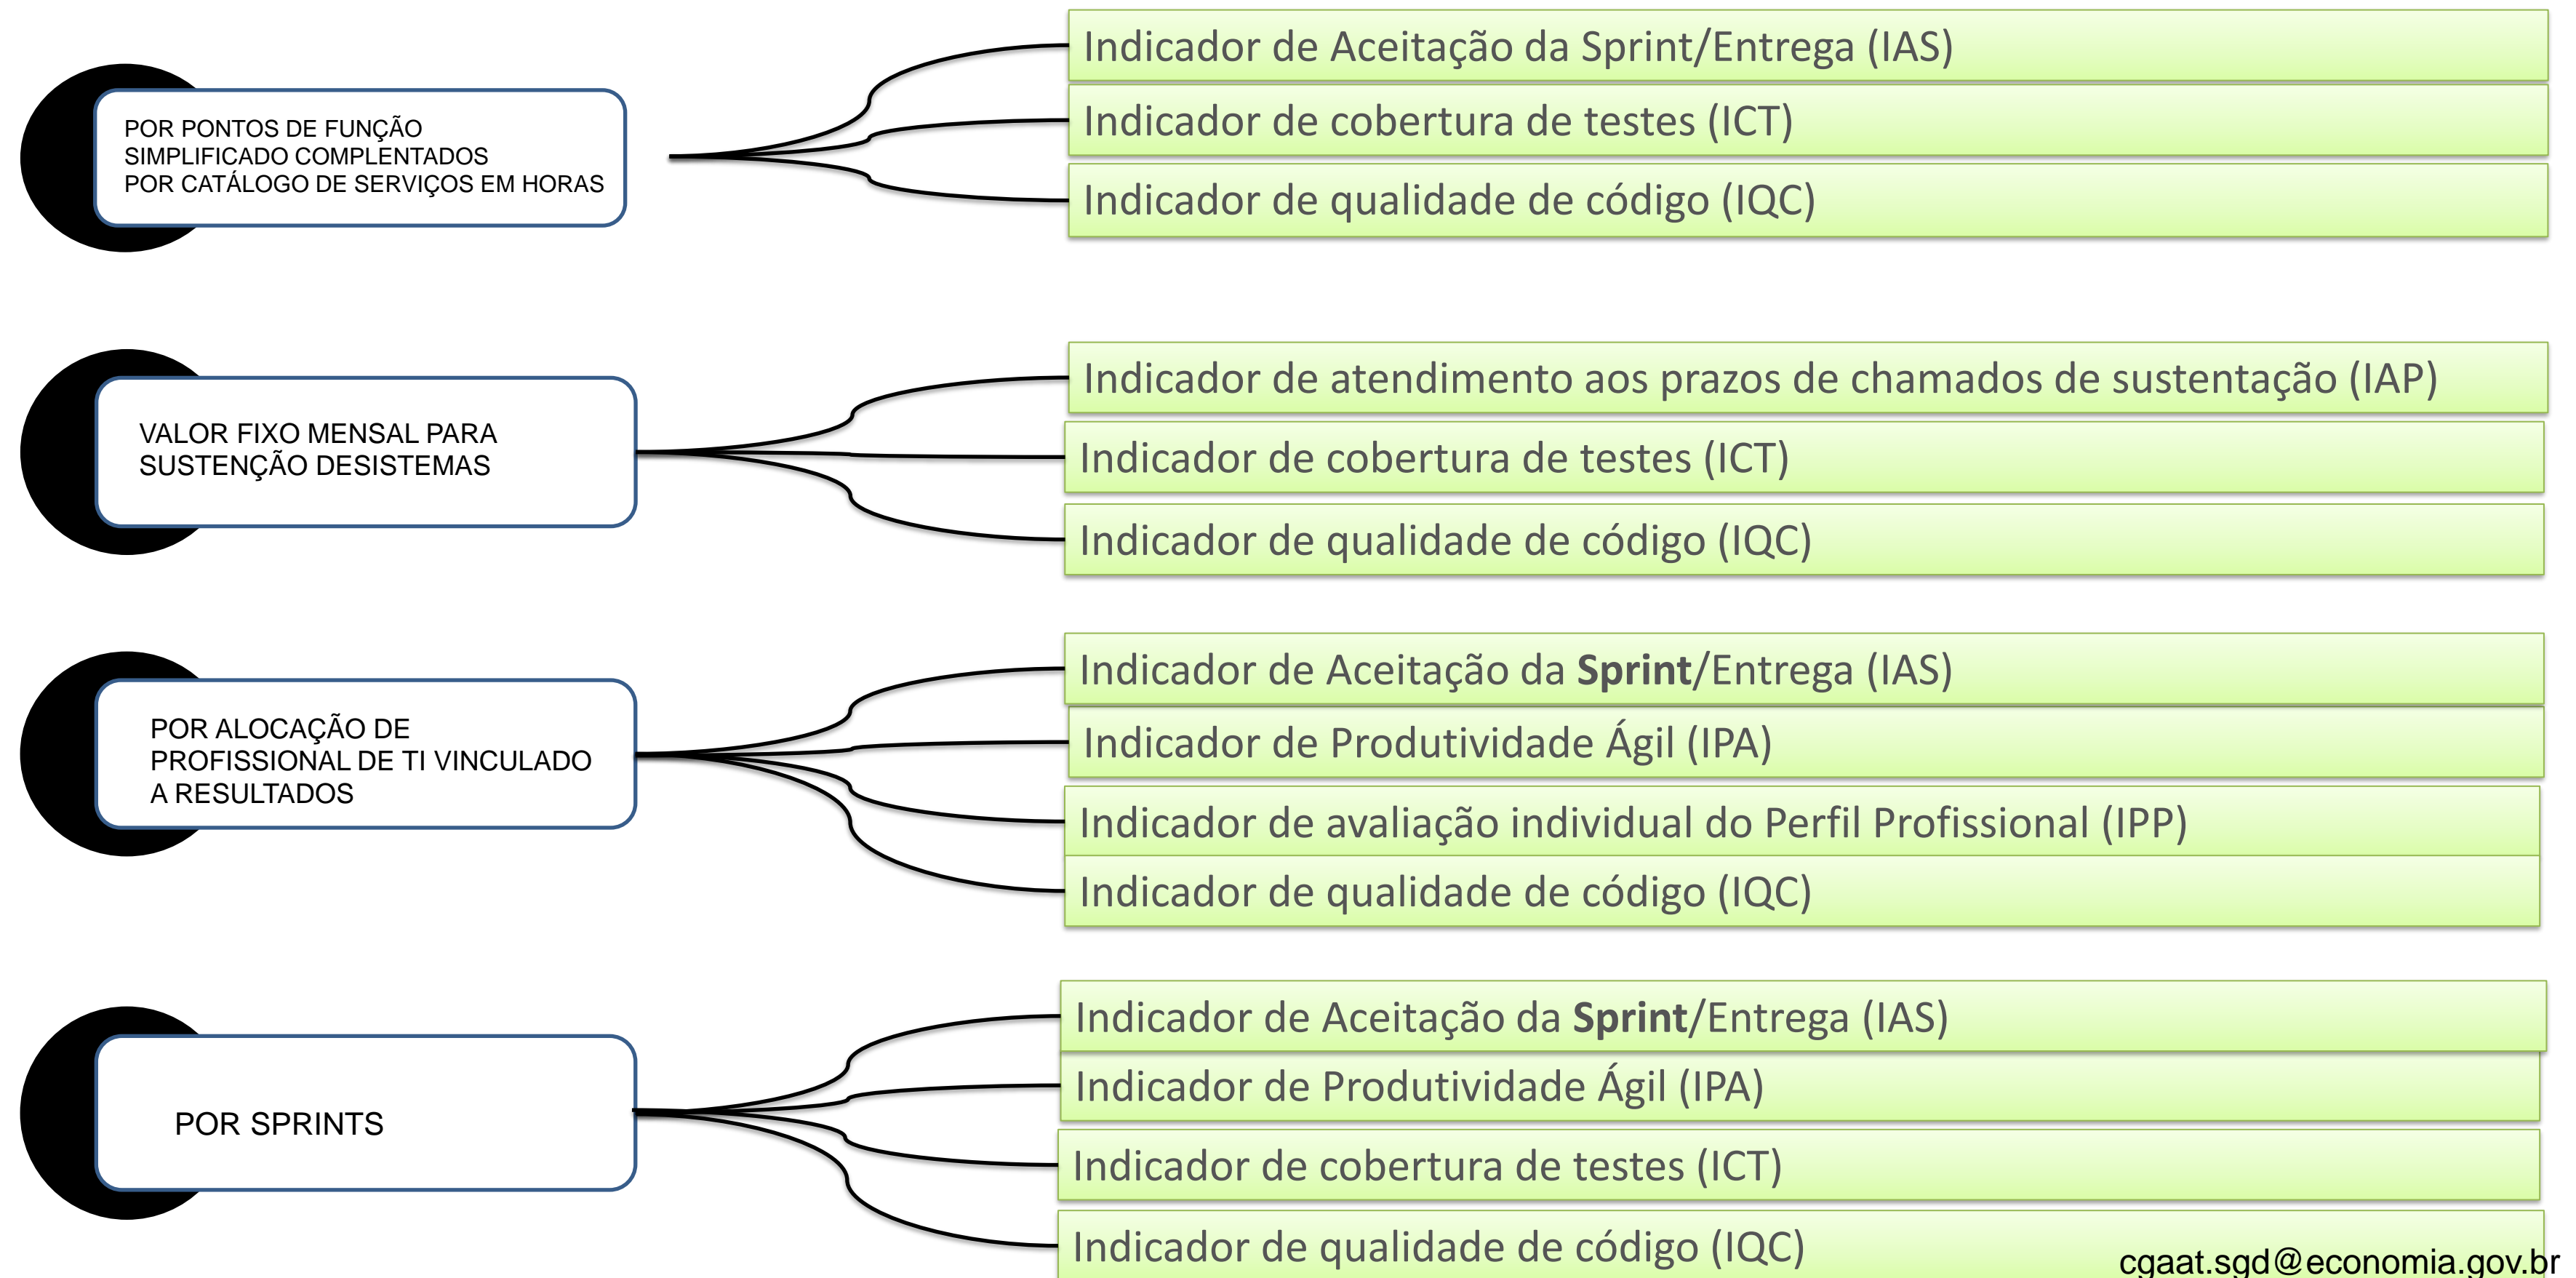 POR PONTOS DE FUNÇÃO
SIMPLIFICADO COMPLENTADOS
POR CATÁLOGO DE SERVIÇOS EM HORAS
Indicador de Aceitação da Sprint/Entrega (IAS)
Indicador de cobertura de testes (ICT)
Indicador de qualidade de código (IQC)
VALOR FIXO MENSAL PARA
SUSTENÇÃO DESISTEMAS
Indicador de atendimento aos prazos de chamados de sustentação (IAP)
Indicador de cobertura de testes (ICT)
Indicador de qualidade de código (IQC)
POR ALOCAÇÃO DE
PROFISSIONAL DE TI VINCULADO
A RESULTADOS
Indicador de Aceitação da Sprint/Entrega (IAS)
Indicador de Produtividade Ágil (IPA)
Indicador de avaliação individual do Perfil Profissional (IPP)
Indicador de qualidade de código (IQC)
POR SPRINTS
Indicador de Aceitação da Sprint/Entrega (IAS)
Indicador de Produtividade Ágil (IPA)
Indicador de cobertura de testes (ICT)
Indicador de qualidade de código (IQC)
cgaat.sgd@economia.gov.br